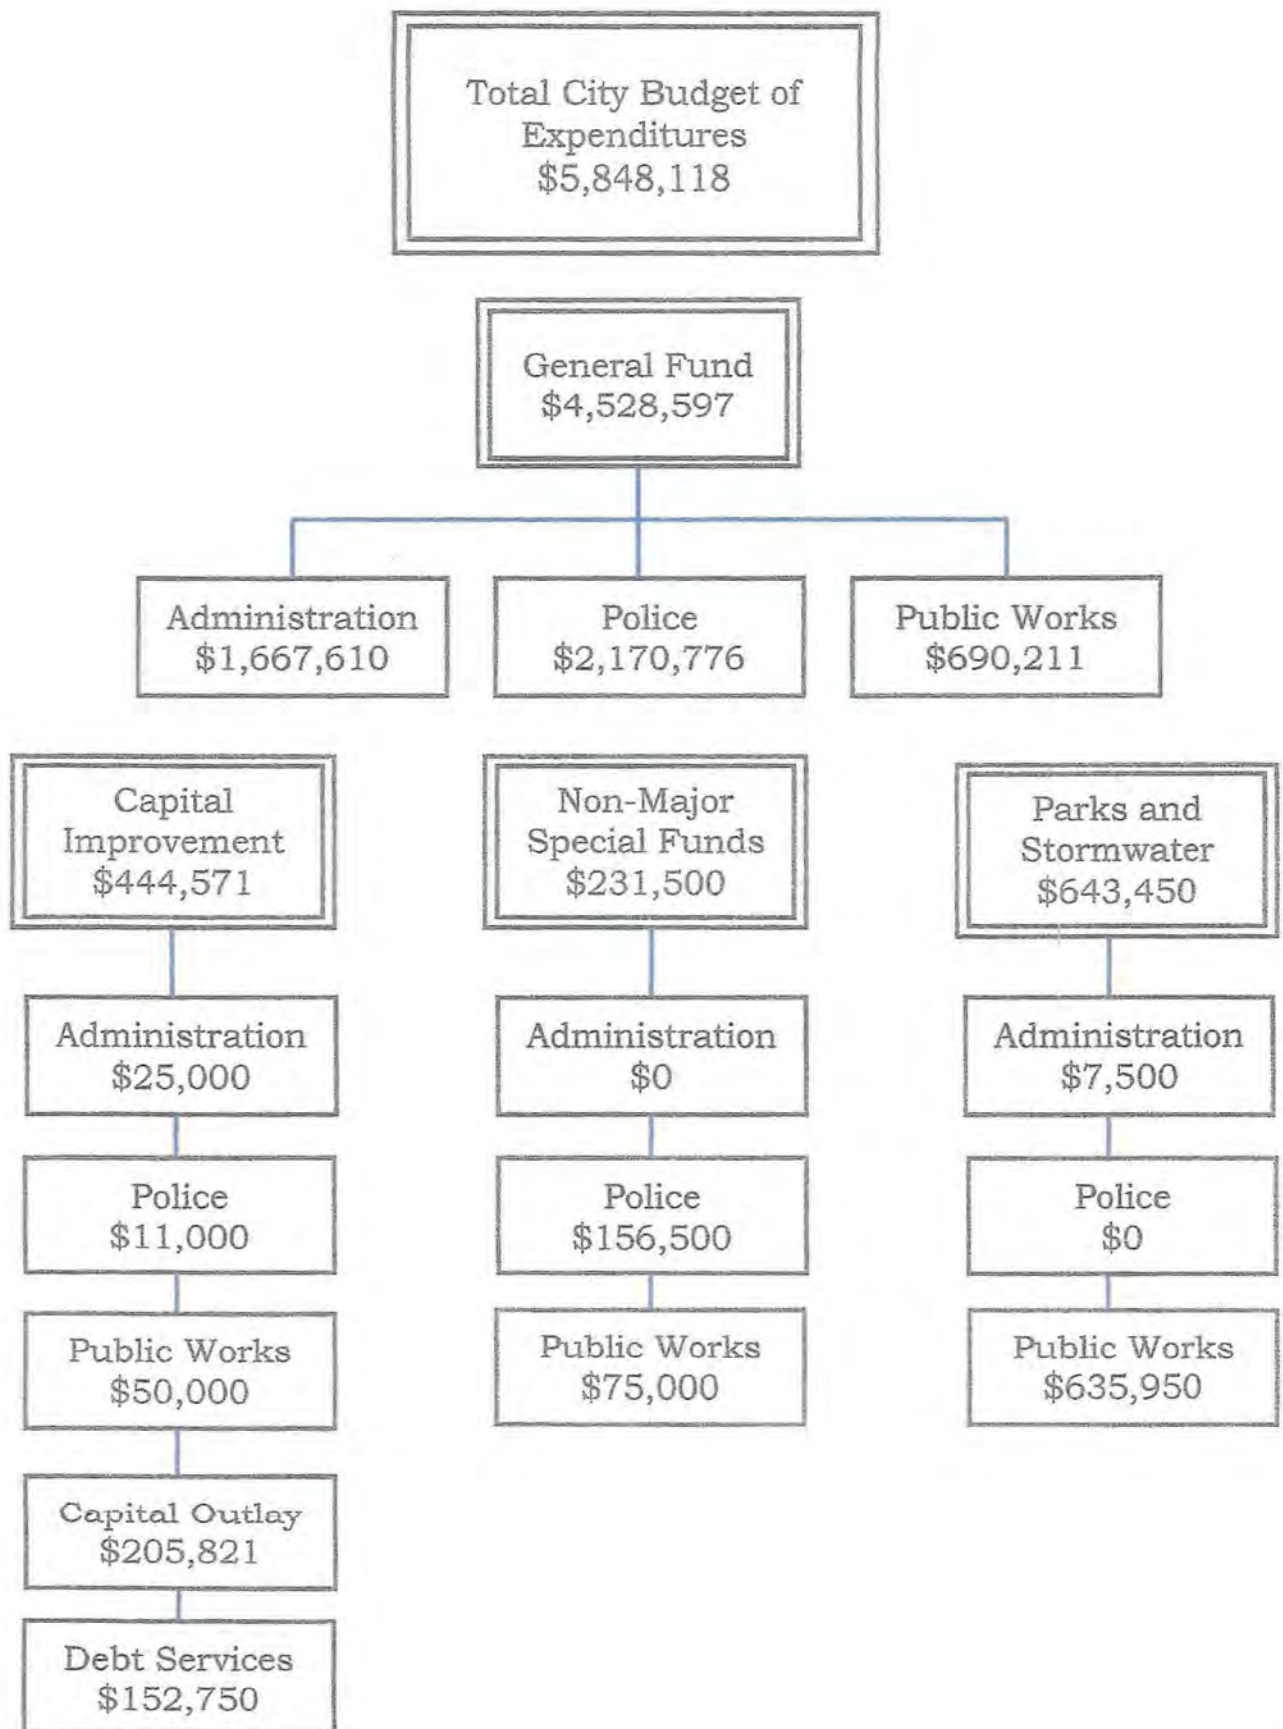 Total City Budget of
Expenditures
$5,848,118
General Fund
$4,528,597
Administration
$1,667,610
Police
$2,170,776
Public Works
$690,211
Capital
Improvement
$444,571
Non-Major
Special Funds
$231,500
Parks and
Stormwater
$643,450
Administration
$25,000
Administration
$0
Administration
$7,500
Police
$11,000
Police
$156,500
Police
$0
Public Works
$50,000
Public Works
$75,000
Public Works
$635,950
Capital Outlay
$205,821
Debt Services
$152,750